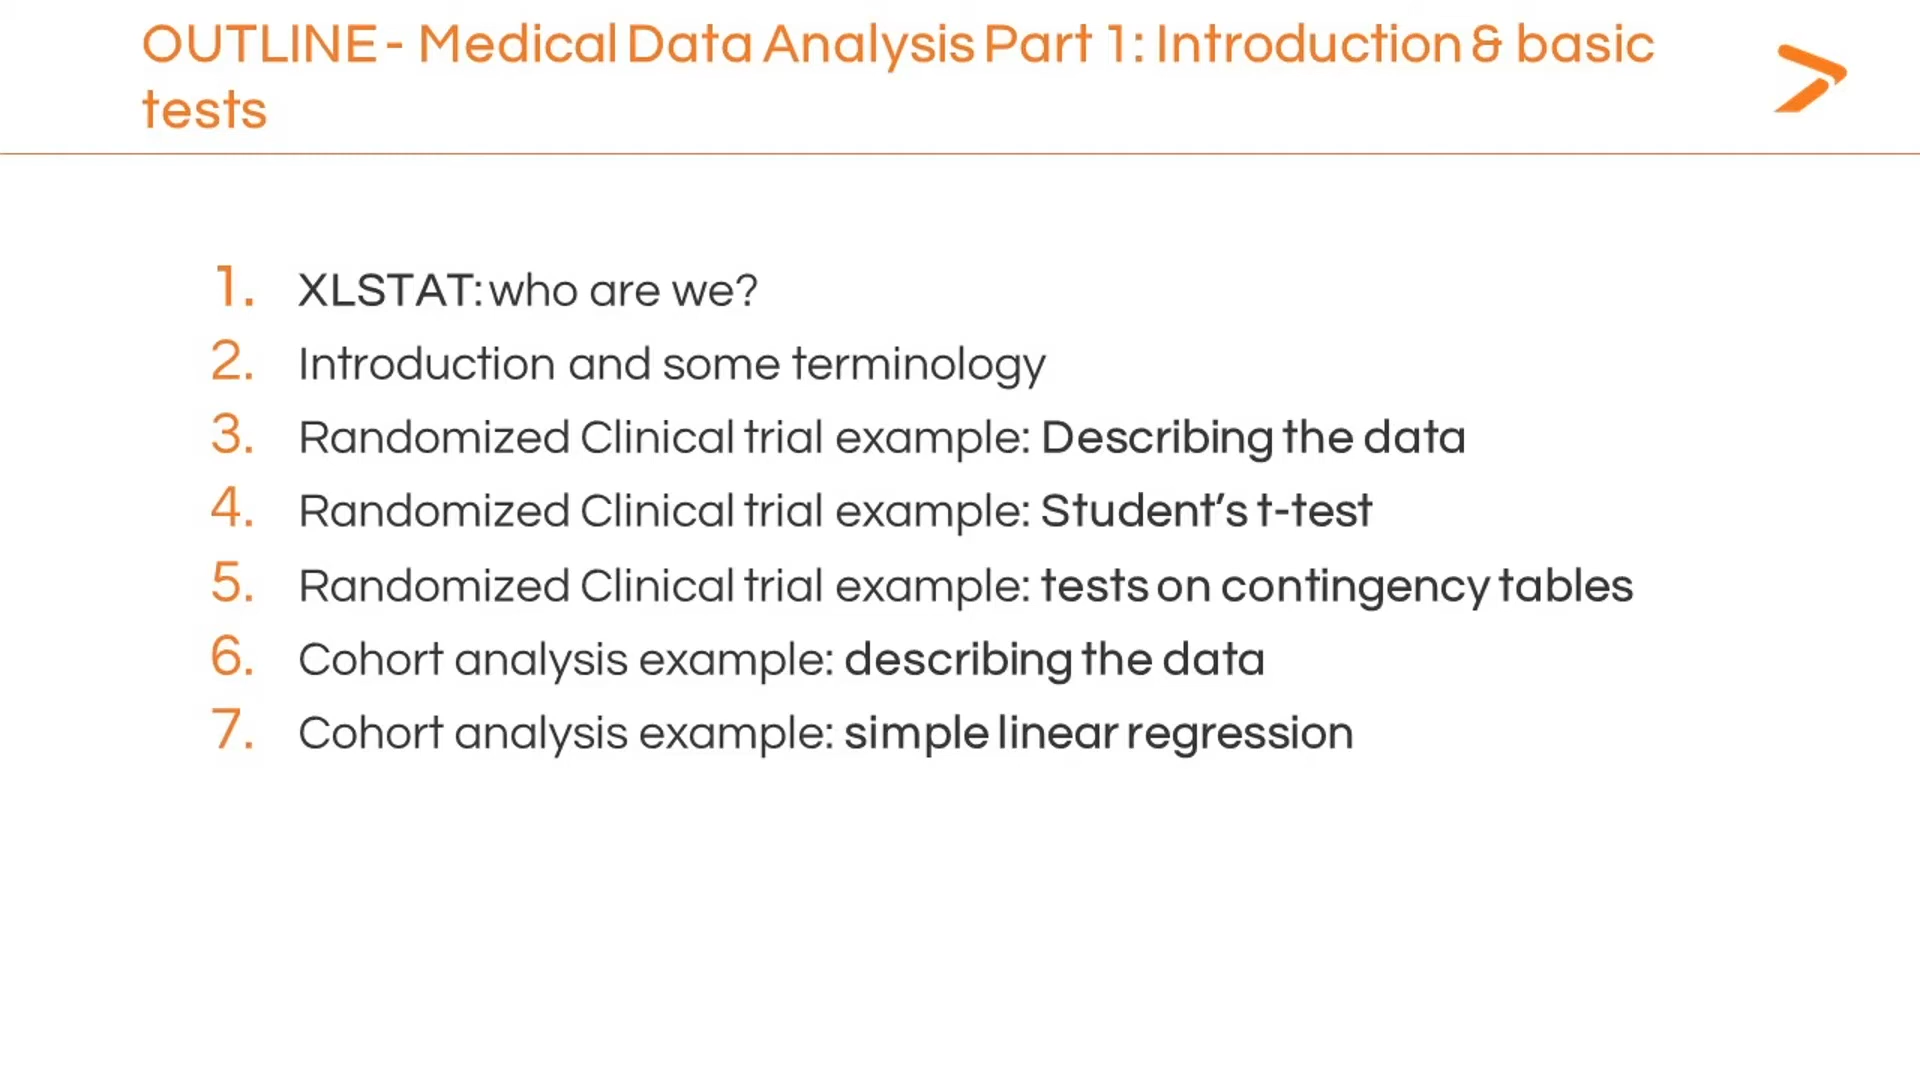 OUTLINE - Medical Data Analysis Part 1: Introduction & basic
tests
1. XLSTAT: who are we?
2. Introduction and some terminology
3. Randomized Clinical trial example: Describing the data
4. Randomized Clinical trial example: Student’s t-test
5. Randomized Clinical trial example: tests on contingency tables
6. Cohort analysis example: describing the data
7. Cohort analysis example: simple linear regression